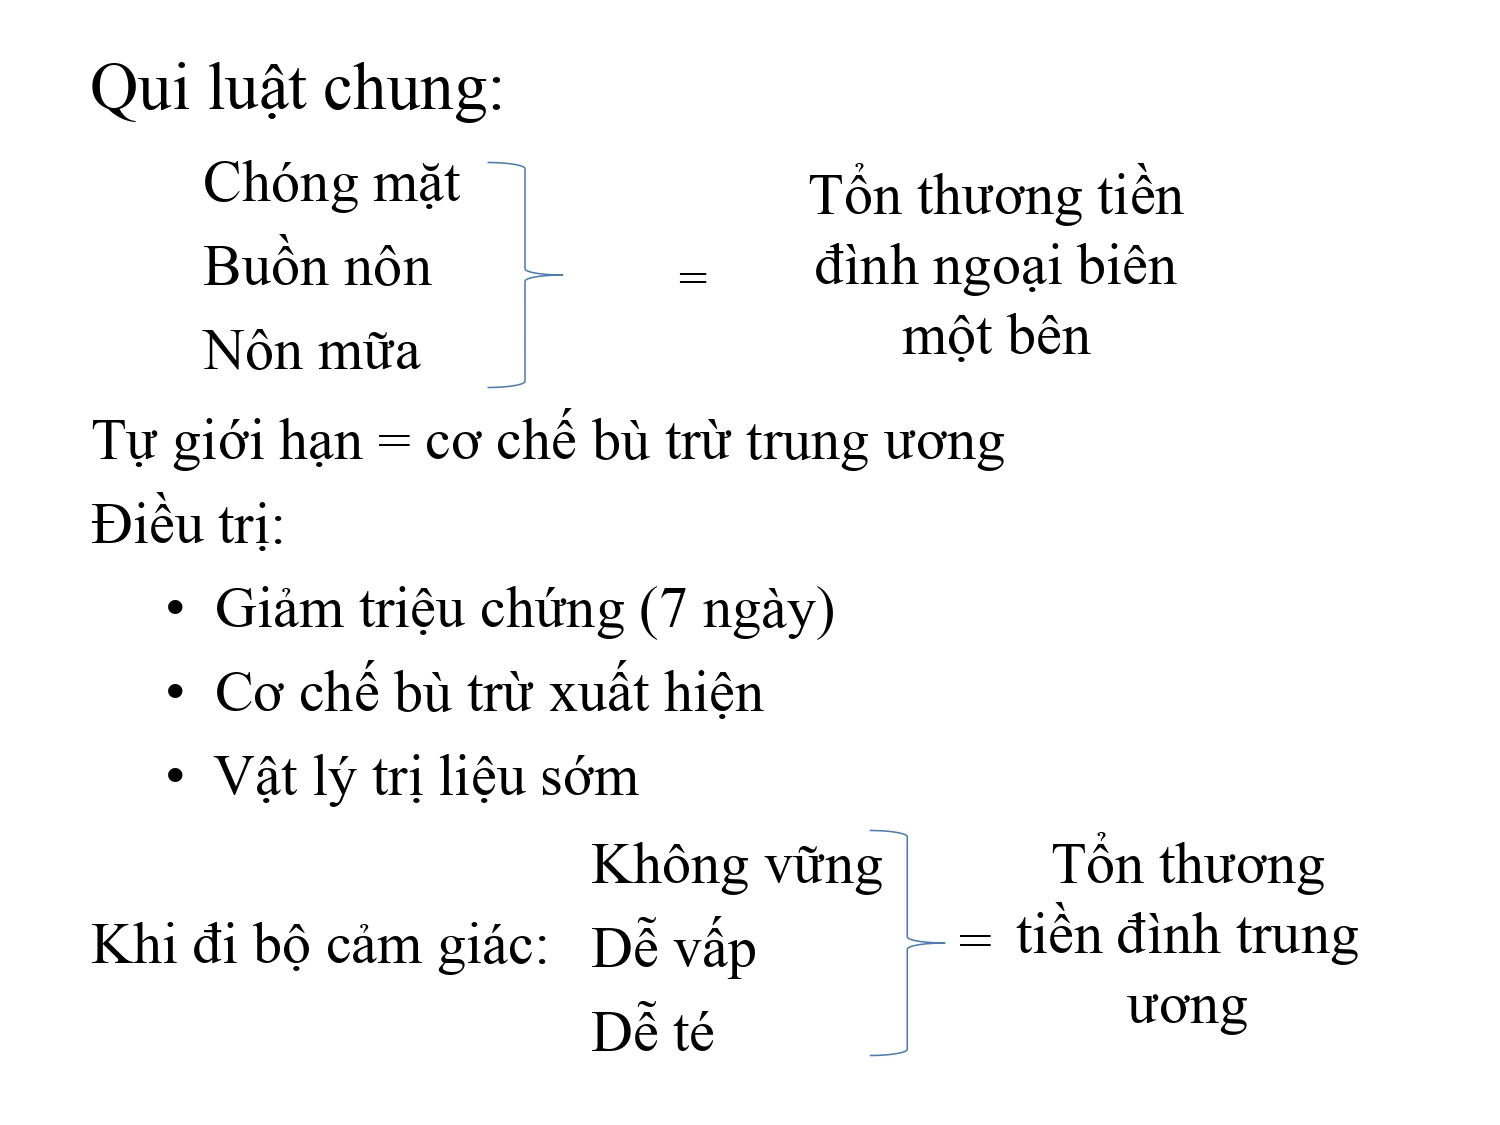 Qui luật chung:
Chóng mặt
Buồn nôn
Nôn mữa
=
Tổn thương tiền
đình ngoại biên
một bên
Tự giới hạn = cơ chế bù trừ trung ương
Điều trị:
• Giảm triệu chứng (7 ngày)
• Cơ chế bù trừ xuất hiện
• Vật lý trị liệu sớm
Khi đi bộ cảm giác:
Không vững
Dễ vấp
Dễ té
=
Tổn thương
tiền đình trung
ương